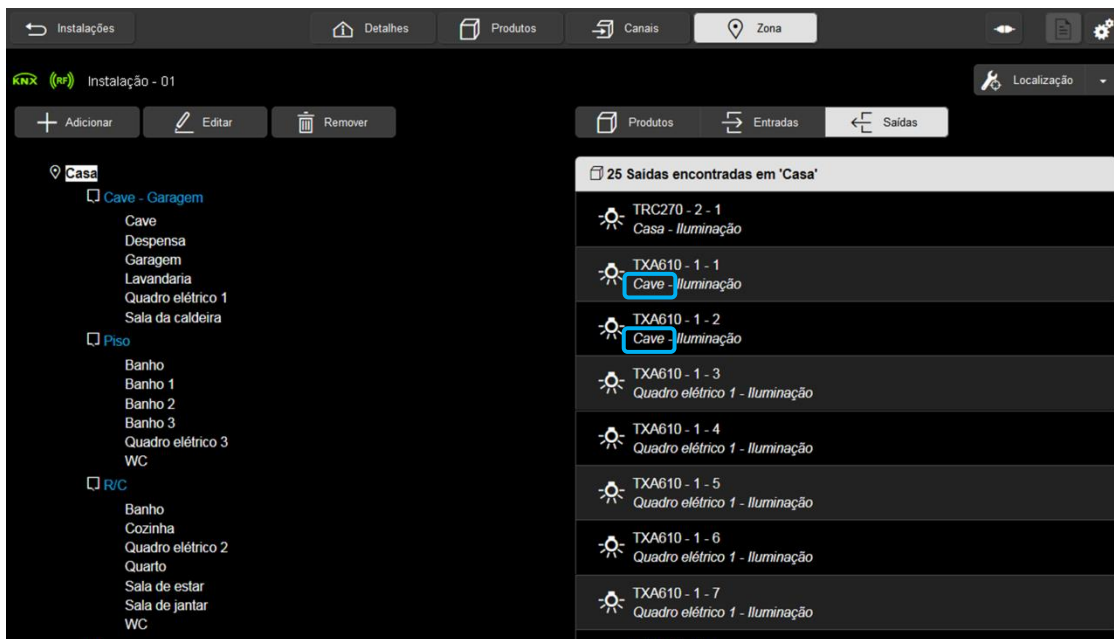 Instalações
Detalhes
Produtos
Canais
Zona
KNX ((RF)) Instalação - 01
Localização
Adicionar
Editar
Remover
Produtos
Entradas
Saídas
Casa
Cave - Garagem
Cave
Despensa
Garagem
Lavandaria
Quadro elétrico 1
Sala da caldeira
Piso
Banho
Banho 1
Banho 2
Banho 3
Quadro elétrico 3
WC
R/C
Banho
Cozinha
Quadro elétrico 2
Quarto
Sala de estar
Sala de jantar
WC
25 Saidas encontradas em 'Casa'
TRC270 - 2 - 1
Casa - Iluminação
TXA610 - 1 - 1
Cave - Iluminação
TXA610 - 1 - 2
Cave - Iluminação
TXA610 - 1 - 3
Quadro elétrico 1 - Iluminação
TXA610 - 1 - 4
Quadro elétrico 1 - Iluminação
TXA610 - 1 - 5
Quadro elétrico 1 - Iluminação
TXA610 - 1 - 6
Quadro elétrico 1 - Iluminação
TXA610 - 1 - 7
Quadro elétrico 1 - Iluminação